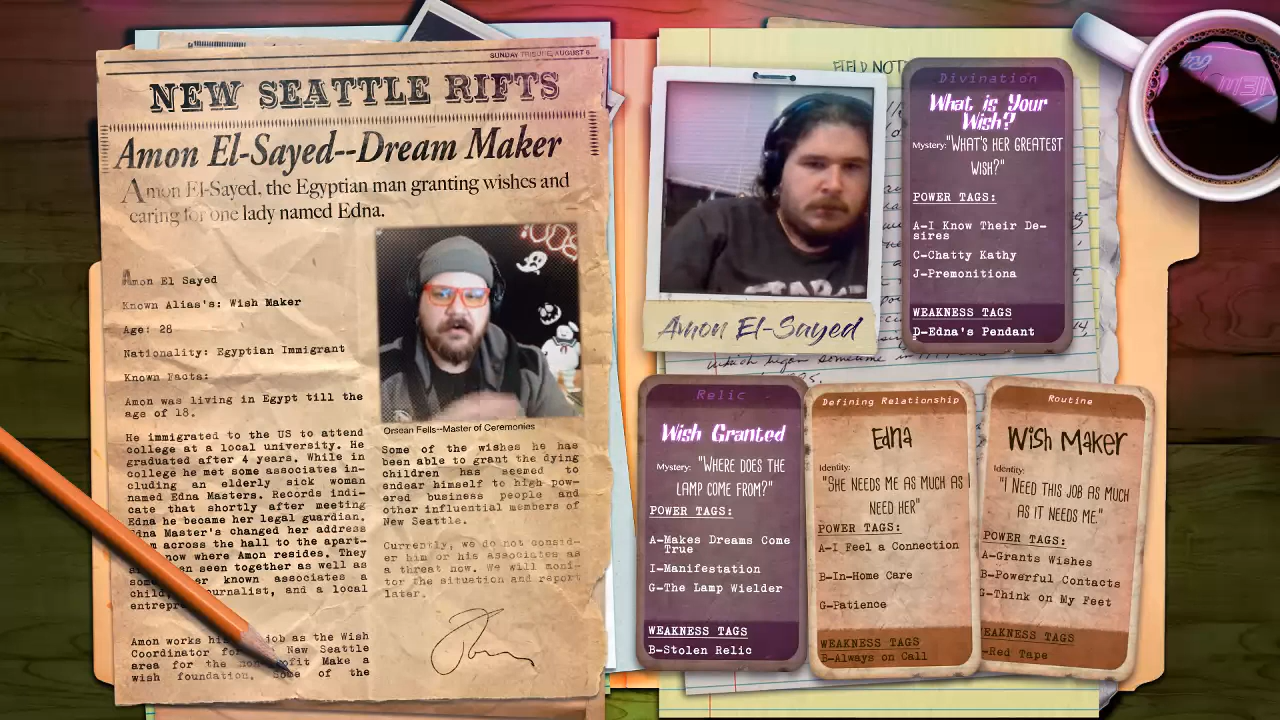 SUNDAY TRIBUNE, AUGUST 6
NEW SEATTLE RIFTS
Amon El-Sayed--Dream Maker
Amon El-Sayed, the Egyptian man granting wishes and
caring for one lady named Edna.
Amon El Sayed
Known Alias's: Wish Maker
Age: 28
Nationality: Egyptian Immigrant
Known Facts:
Amon was living in Egypt till the
age of 18.
He immigrated to the US to attend
college at a local university. He
graduated after 4 years. While in
college he met some associates in-
cluding an elderly sick woman
named Edna Masters. Records indi-
cate that shortly after meeting
Edna he became her legal guardian.
Edna Master's changed her address
across the hall to the apart-
now where Amon resides. They
seen together as well as
known associates a
journalist, and a local
Amon works job as the Wish
Coordinator for New Seattle
area for the Make a
wish foundation. Some of the
Orsean Fells--Master of Ceremonies
Some of the wishes he has
been able to grant the dying
children has seemed to
endear himself to high pow-
ered business people and
other influential members of
New Seattle.
Currently, we do not consid-
er him or his associates as
a threat now. We will moni-
tor the situation and report
later.
FIELD NOT
Amon El-Sayed
which began sometime in
Divination
What is Your
Wish?
Mystery: "What's her greatest
wish?"
POWER TAGS:
A-I Know Their De-
sires
C-Chatty Kathy
J-Premonitiona
WEAKNESS TAGS
D-Edna's Pendant
Relic
Wish Granted
Mystery: "Where does the
lamp come from?"
POWER TAGS:
A-Makes Dreams Come
True
I-Manifestation
G-The Lamp Wielder
WEAKNESS TAGS
B-Stolen Relic
Defining Relationship
Edna
Identity:
"She needs me as much as I
need her"
POWER TAGS:
A-I Feel a Connection
B-In-Home Care
G-Patience
WEAKNESS TAGS
B-Always on Call
Routine
Wish Maker
Identity:
"I need this job as much
as it needs me."
POWER TAGS:
A-Grants Wishes
B-Powerful Contacts
G-Think on My Feet
WEAKNESS TAGS
-Red Tape